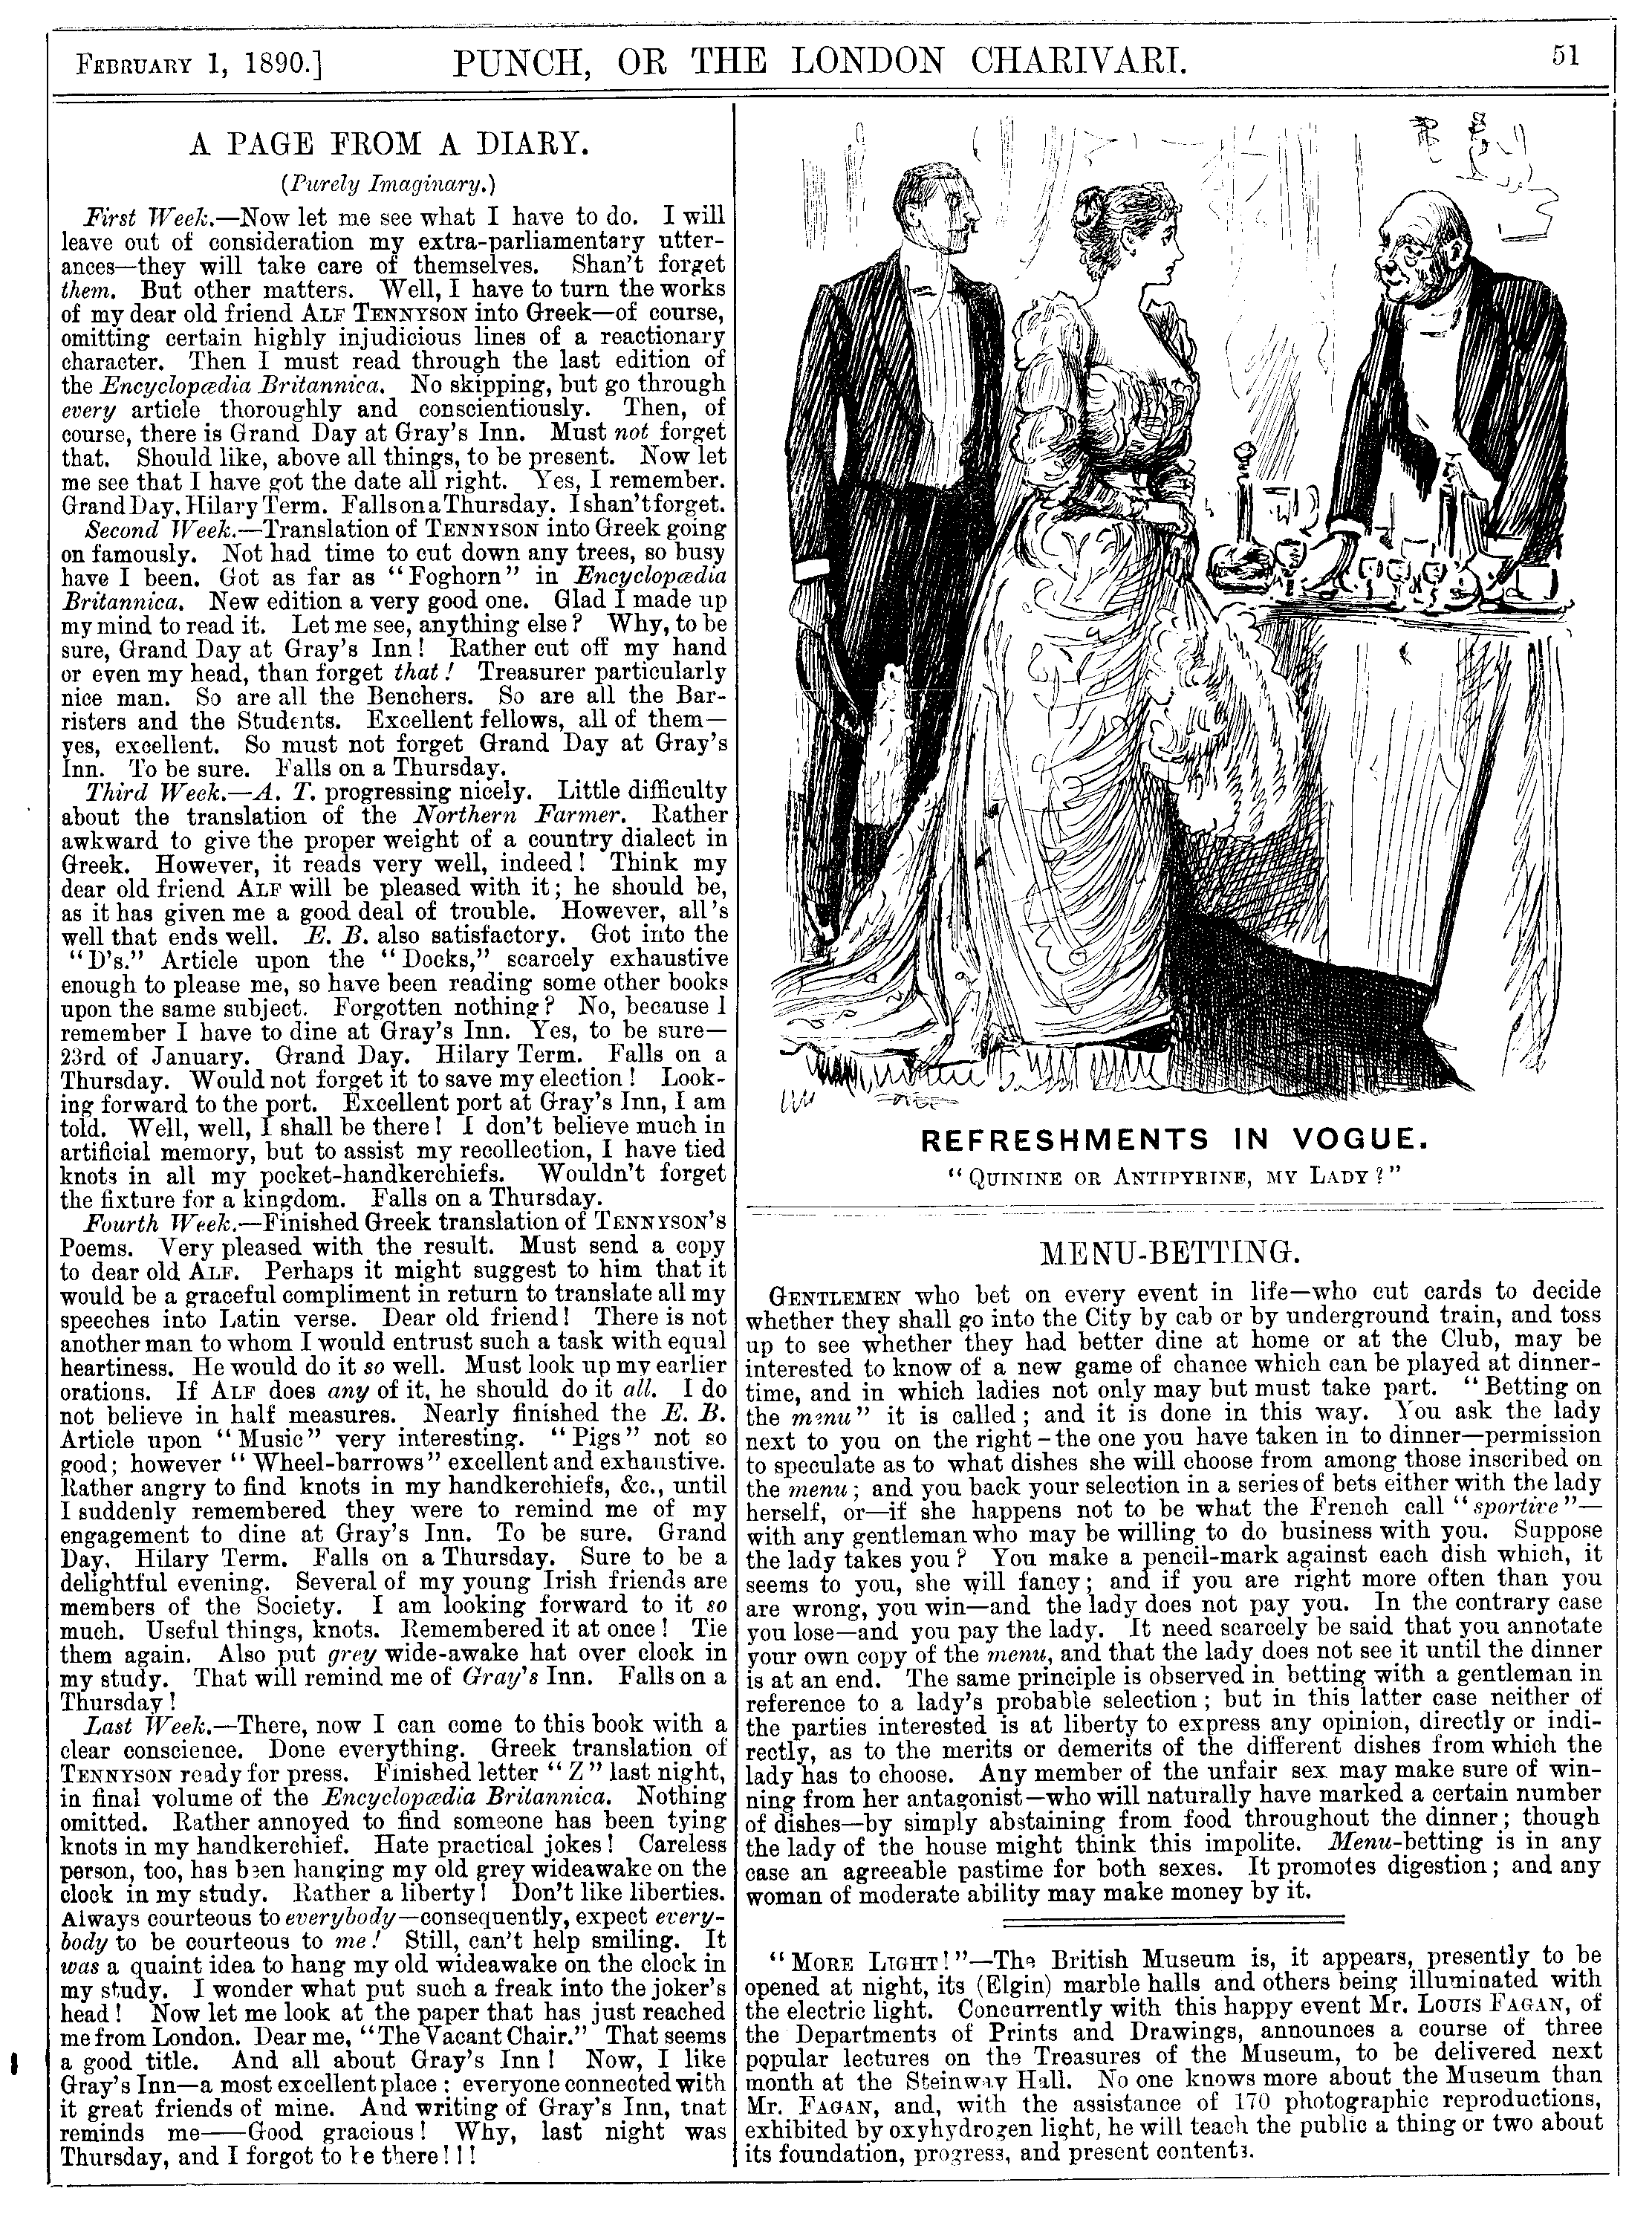 FEBRUARY 1, 1890.] PUNCH, OR THE LONDON CHARIVARI. 51
A PAGE FROM A DIARY.
(Purely Imaginary.)
First Week.—Now let me see what I have to do. I will
leave out of consideration my extra-parliamentary utter-
ances—they will take care of themselves. Shan't forget
them. But other matters. Well, I have to turn the works
of my dear old friend ALF TENNYSON into Greek—of course,
omitting certain highly injudicious lines of a reactionary
character. Then I must read through the last edition of
the Encyclopædia Britannica. No skipping, but go through
every article thoroughly and conscientiously. Then, of
course, there is Grand Day at Gray's Inn. Must not forget
that. Should like, above all things, to be present. Now let
me see that I have got the date all right. Yes, I remember.
Grand Day, Hilary Term. Falls on a Thursday. I shan't forget.
Second Week.—Translation of TENNYSON into Greek going
on famously. Not had time to cut down any trees, so busy
have I been. Got as far as "Foghorn" in Encyclopædia
Britannica. New edition a very good one. Glad I made up
my mind to read it. Let me see, anything else? Why, to be
sure, Grand Day at Gray's Inn! Rather cut off my hand
or even my head, than forget that! Treasurer particularly
nice man. So are all the Benchers. So are all the Bar-
risters and the Students. Excellent fellows, all of them—
yes, excellent. So must not forget Grand Day at Gray's
Inn. To be sure. Falls on a Thursday.
Third Week.—A. T. progressing nicely. Little difficulty
about the translation of the Northern Farmer. Rather
awkward to give the proper weight of a country dialect in
Greek. However, it reads very well, indeed! Think my
dear old friend ALF will be pleased with it; he should be,
as it has given me a good deal of trouble. However, all's
well that ends well. E. B. also satisfactory. Got into the
"D's." Article upon the "Docks," scarcely exhaustive
enough to please me, so have been reading some other books
upon the same subject. Forgotten nothing? No, because I
remember I have to dine at Gray's Inn. Yes, to be sure—
23rd of January. Grand Day. Hilary Term. Falls on a
Thursday. Would not forget it to save my election! Look-
ing forward to the port. Excellent port at Gray's Inn, I am
told. Well, well, I shall be there! I don't believe much in
artificial memory, but to assist my recollection, I have tied
knots in all my pocket-handkerchiefs. Wouldn't forget
the fixture for a kingdom. Falls on a Thursday.
Fourth Week.—Finished Greek translation of TENNYSON'S
Poems. Very pleased with the result. Must send a copy
to dear old ALF. Perhaps it might suggest to him that it
would be a graceful compliment in return to translate all my
speeches into Latin verse. Dear old friend! There is not
another man to whom I would entrust such a task with equal
heartiness. He would do it so well. Must look up my earlier
orations. If ALF does any of it, he should do it all. I do
not believe in half measures. Nearly finished the E. B.
Article upon "Music" very interesting. "Pigs" not so
good; however "Wheel-barrows" excellent and exhaustive.
Rather angry to find knots in my handkerchiefs, &c., until
I suddenly remembered they were to remind me of my
engagement to dine at Gray's Inn. To be sure. Grand
Day, Hilary Term. Falls on a Thursday. Sure to be a
delightful evening. Several of my young Irish friends are
members of the Society. I am looking forward to it so
much. Useful things, knots. Remembered it at once! Tie
them again. Also put grey wide-awake hat over clock in
my study. That will remind me of Gray's Inn. Falls on a
Thursday!
Last Week.—There, now I can come to this book with a
clear conscience. Done everything. Greek translation of
TENNYSON ready for press. Finished letter "Z" last night,
in final volume of the Encyclopædia Britannica. Nothing
omitted. Rather annoyed to find someone has been tying
knots in my handkerchief. Hate practical jokes! Careless
person, too, has been hanging my old grey wideawake on the
clock in my study. Rather a liberty! Don't like liberties.
Always courteous to everybody—consequently, expect every-
body to be courteous to me! Still, can't help smiling. It
was a quaint idea to hang my old wideawake on the clock in
my study. I wonder what put such a freak into the joker's
head! Now let me look at the paper that has just reached
me from London. Dear me, "The Vacant Chair." That seems
a good title. And all about Gray's Inn! Now, I like
Gray's Inn—a most excellent place; everyone connected with
it great friends of mine. And writing of Gray's Inn, that
reminds me——Good gracious! Why, last night was
Thursday, and I forgot to be there!!!
REFRESHMENTS IN VOGUE.
"QUININE OR ANTIPYRINE, MY LADY?"
MENU-BETTING.
GENTLEMEN who bet on every event in life—who cut cards to decide
whether they shall go into the City by cab or by underground train, and toss
up to see whether they had better dine at home or at the Club, may be
interested to know of a new game of chance which can be played at dinner-
time, and in which ladies not only may but must take part. "Betting on
the menu" it is called; and it is done in this way. You ask the lady
next to you on the right—the one you have taken in to dinner—permission
to speculate as to what dishes she will choose from among those inscribed on
the menu; and you back your selection in a series of bets either with the lady
herself, or—if she happens not to be what the French call "sportive"—
with any gentleman who may be willing to do business with you. Suppose
the lady takes you? You make a pencil-mark against each dish which, it
seems to you, she will fancy; and if you are right more often than you
are wrong, you win—and the lady does not pay you. In the contrary case
you lose—and you pay the lady. It need scarcely be said that you annotate
your own copy of the menu, and that the lady does not see it until the dinner
is at an end. The same principle is observed in betting with a gentleman in
reference to a lady's probable selection; but in this latter case neither of
the parties interested is at liberty to express any opinion, directly or indi-
rectly, as to the merits or demerits of the different dishes from which the
lady has to choose. Any member of the unfair sex may make sure of win-
ning from her antagonist—who will naturally have marked a certain number
of dishes—by simply abstaining from food throughout the dinner; though
the lady of the house might think this impolite. Menu-betting is in any
case an agreeable pastime for both sexes. It promotes digestion; and any
woman of moderate ability may make money by it.
"MORE LIGHT!"—The British Museum is, it appears, presently to be
opened at night, its (Elgin) marble halls and others being illuminated with
the electric light. Concurrently with this happy event Mr. LOUIS FAGAN, of
the Departments of Prints and Drawings, announces a course of three
popular lectures on the Treasures of the Museum, to be delivered next
month at the Steinway Hall. No one knows more about the Museum than
Mr. FAGAN, and, with the assistance of 170 photographic reproductions,
exhibited by oxyhydrogen light, he will teach the public a thing or two about
its foundation, progress, and present contents.